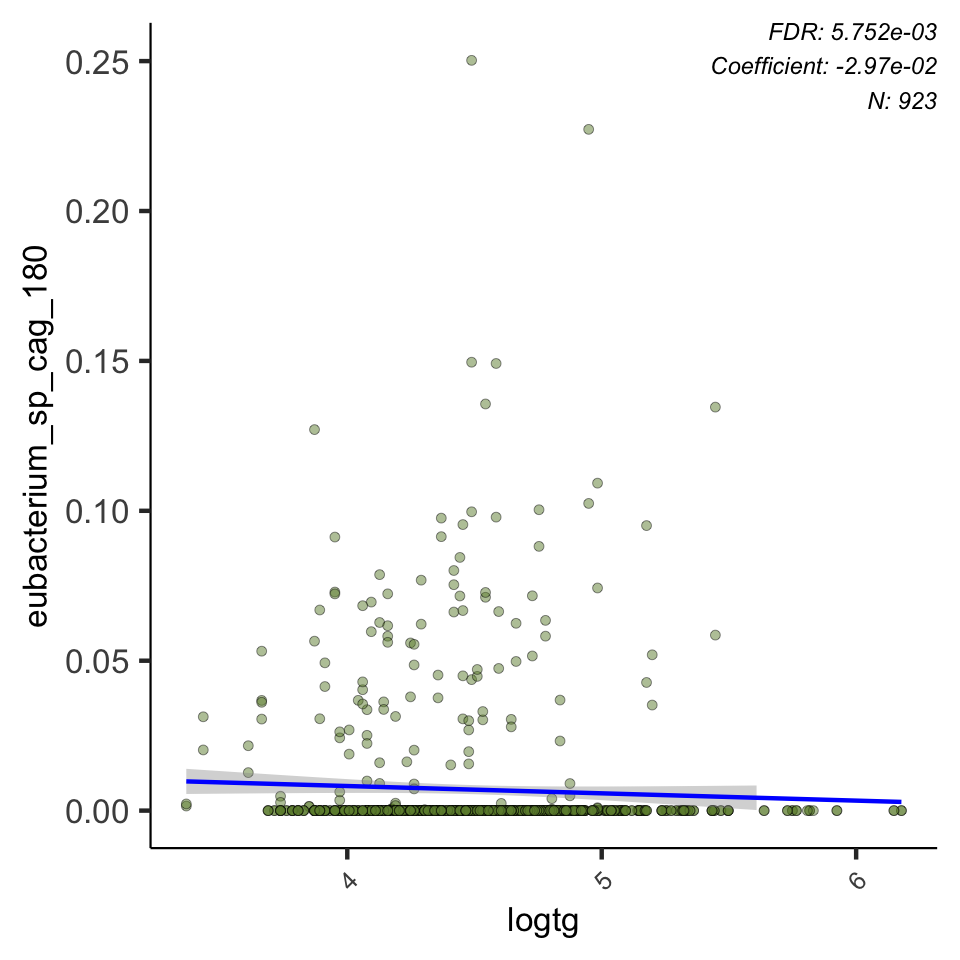 FDR: 5.752e-03
Coefficient: -2.97e-02
N: 923
eubacterium_sp_cag_180
0.25
0.20
0.15
0.10
0.05
0.00
4
5
6
logtg